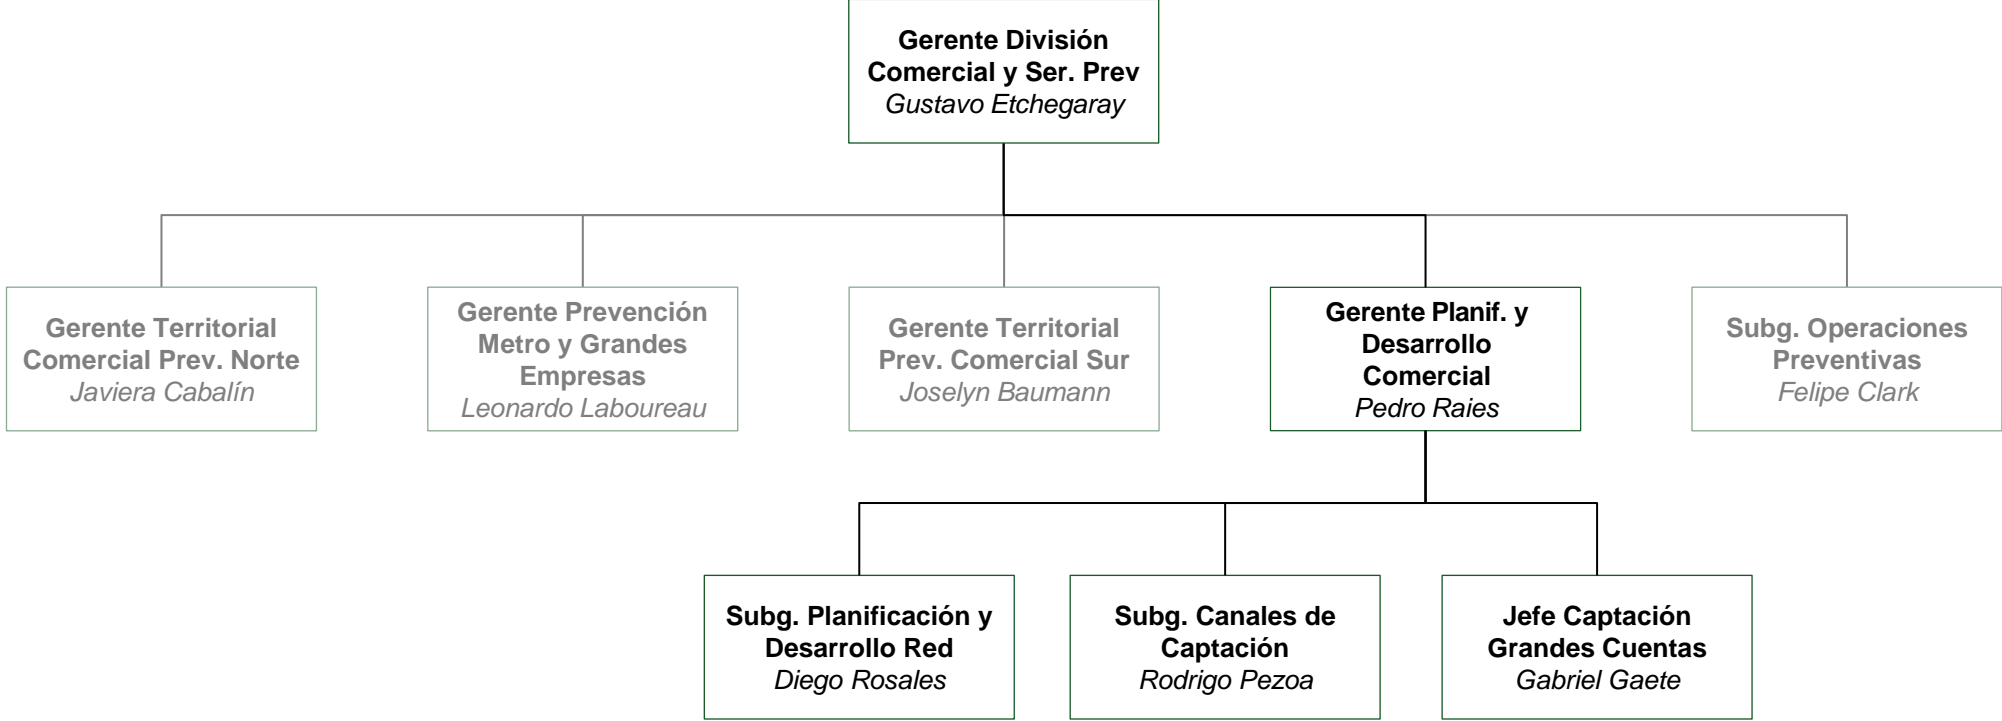 Gerente División
Comercial y Ser. Prev
Gustavo Etchegaray
Gerente Territorial
Comercial Prev. Norte
Javiera Cabalín
Gerente Prevención
Metro y Grandes
Empresas
Leonardo Laboureau
Gerente Territorial
Prev. Comercial Sur
Joselyn Baumann
Gerente Planif. y
Desarrollo
Comercial
Pedro Raies
Subg. Operaciones
Preventivas
Felipe Clark
Subg. Planificación y
Desarrollo Red
Diego Rosales
Subg. Canales de
Captación
Rodrigo Pezoa
Jefe Captación
Grandes Cuentas
Gabriel Gaete